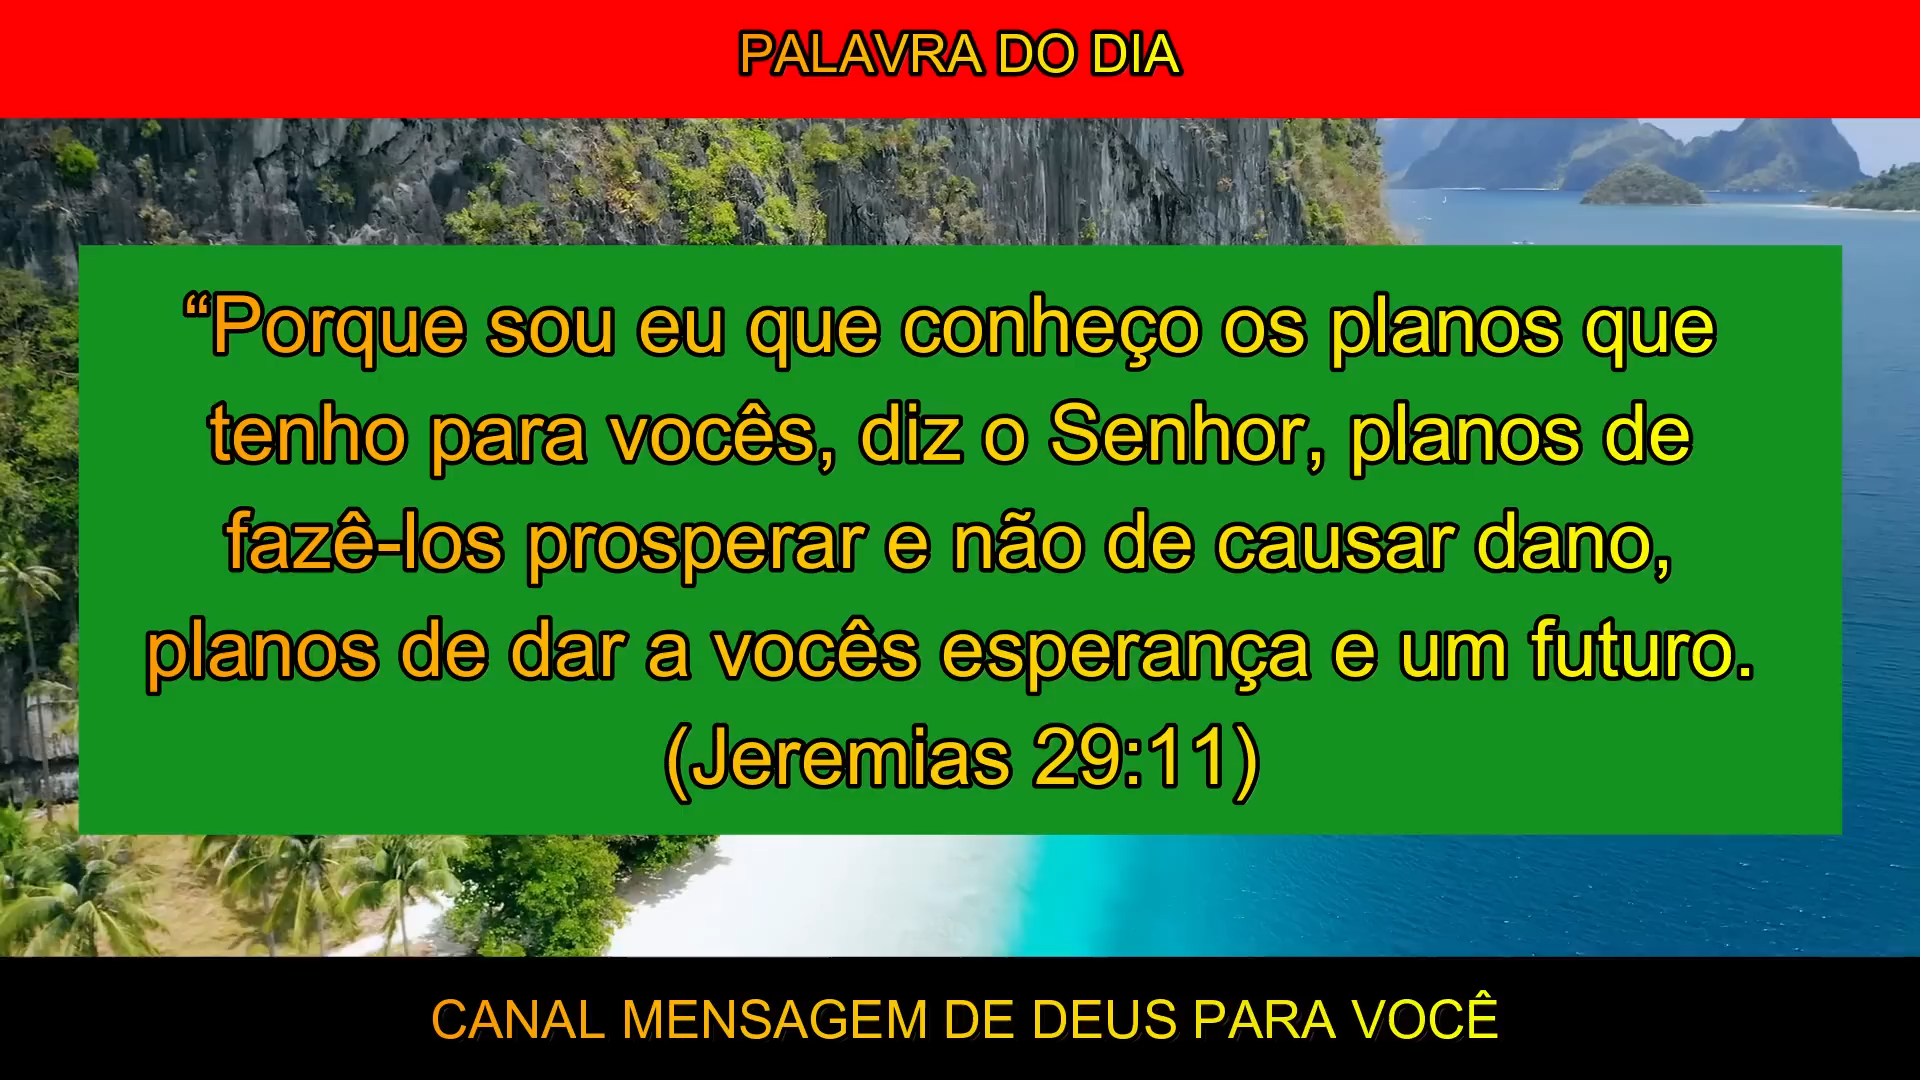 PALAVRA DO DIA
“Porque sou eu que conheço os planos que
tenho para vocês, diz o Senhor, planos de
fazê-los prosperar e não de causar dano,
planos de dar a vocês esperança e um futuro.
(Jeremias 29:11)
CANAL MENSAGEM DE DEUS PARA VOCÊ